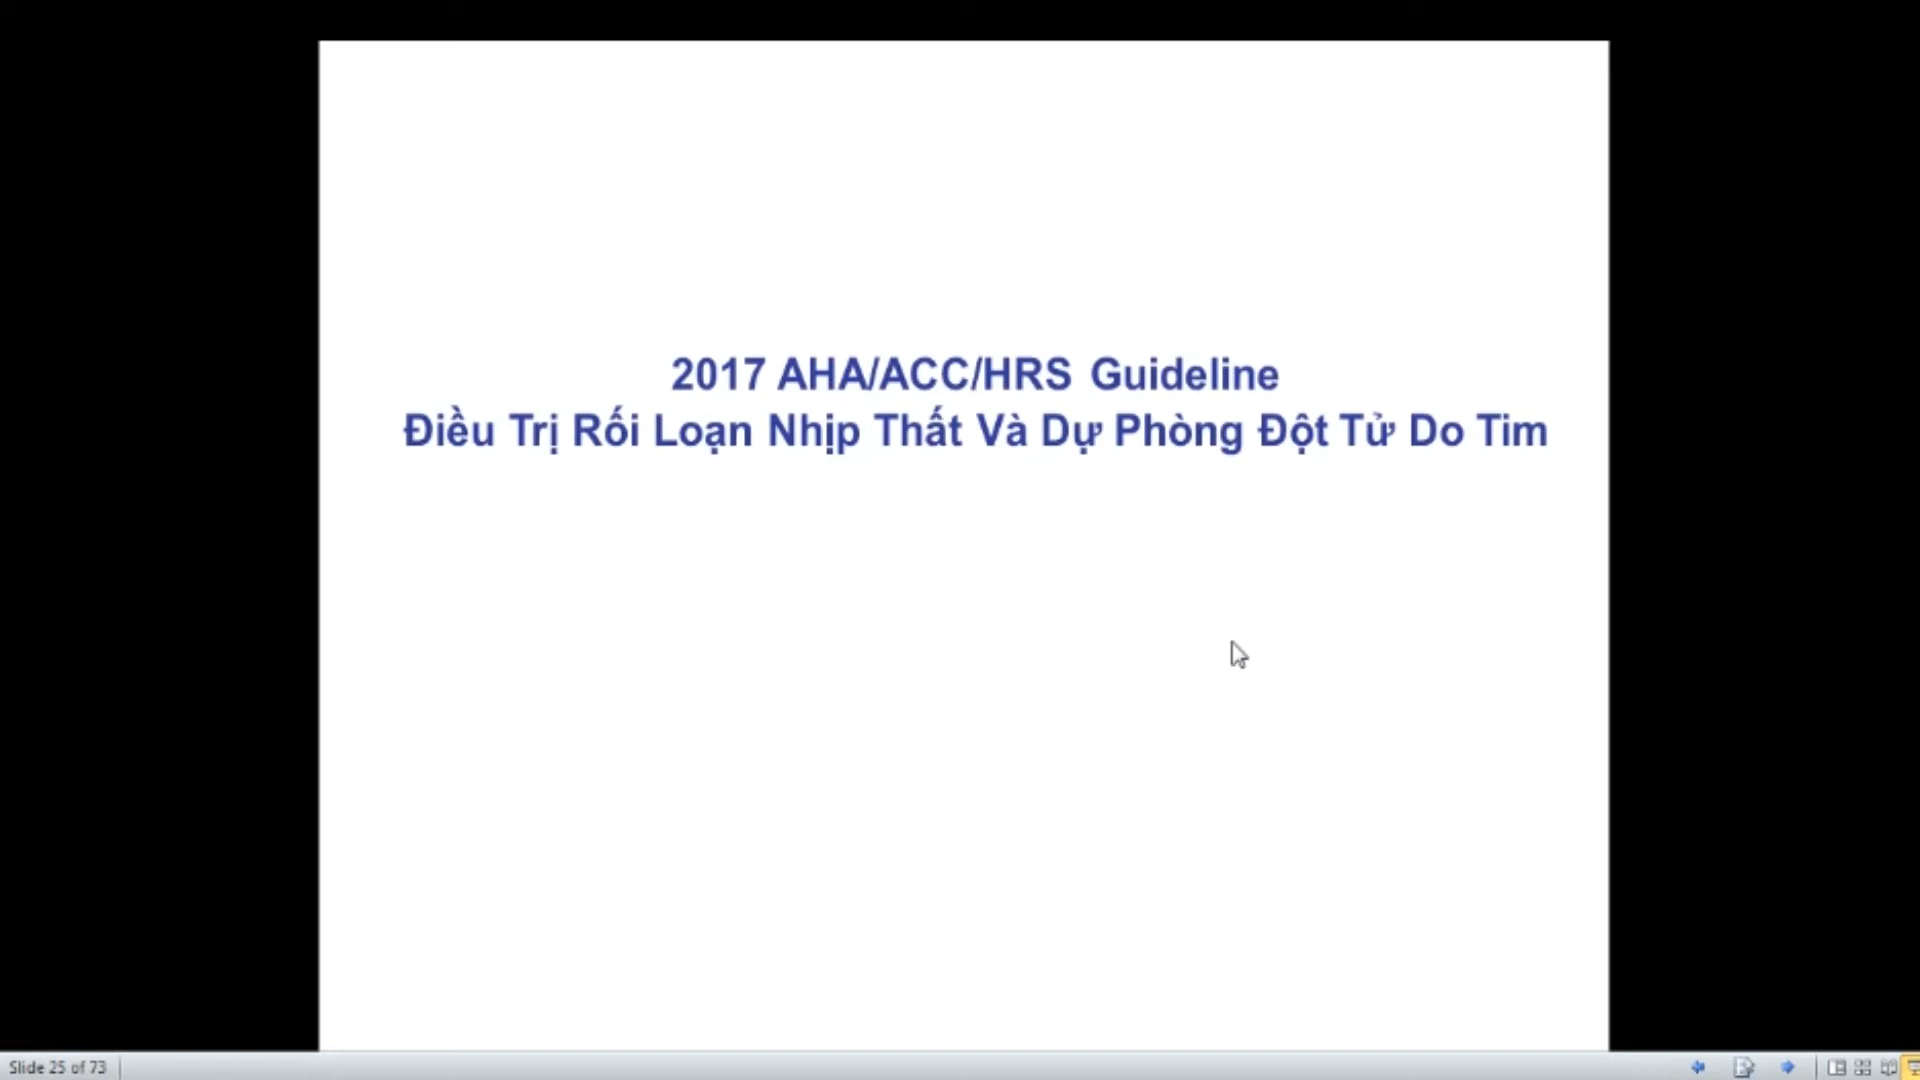 2017 AHA/ACC/HRS Guideline
Điều Trị Rối Loạn Nhịp Thất Và Dự Phòng Đột Tử Do Tim
Slide 25 of 73